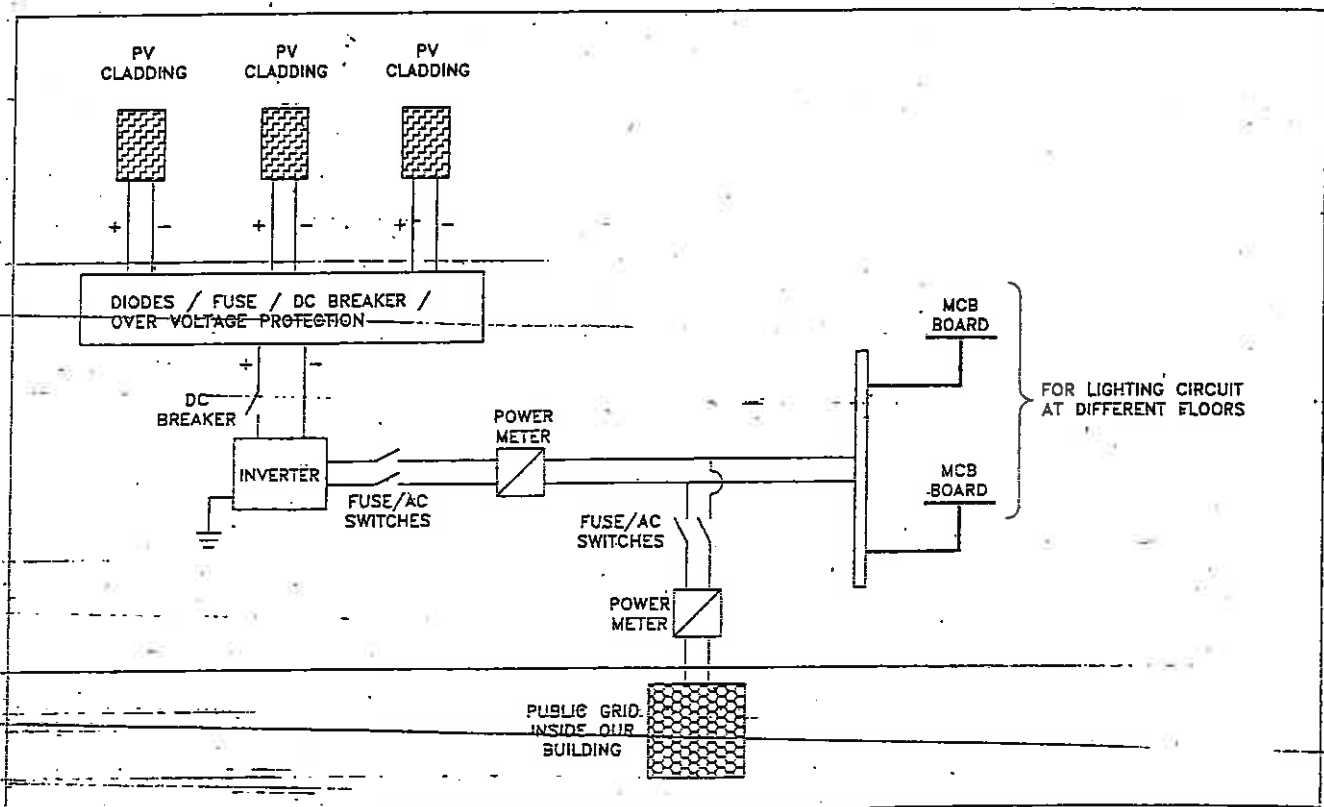 PV
CLADDING
PV
CLADDING
PV
CLADDING
+ -
+ -
+ -
DIODES / FUSE / DC BREAKER /
OVER VOLTAGE PROTECTION
+ -
DC
BREAKER
INVERTER
FUSE/AC
SWITCHES
POWER
METER
FUSE/AC
SWITCHES
POWER
METER
PUBLIC GRID
INSIDE OUR
BUILDING
MCB
BOARD
MCB
BOARD
FOR LIGHTING CIRCUIT
AT DIFFERENT FLOORS